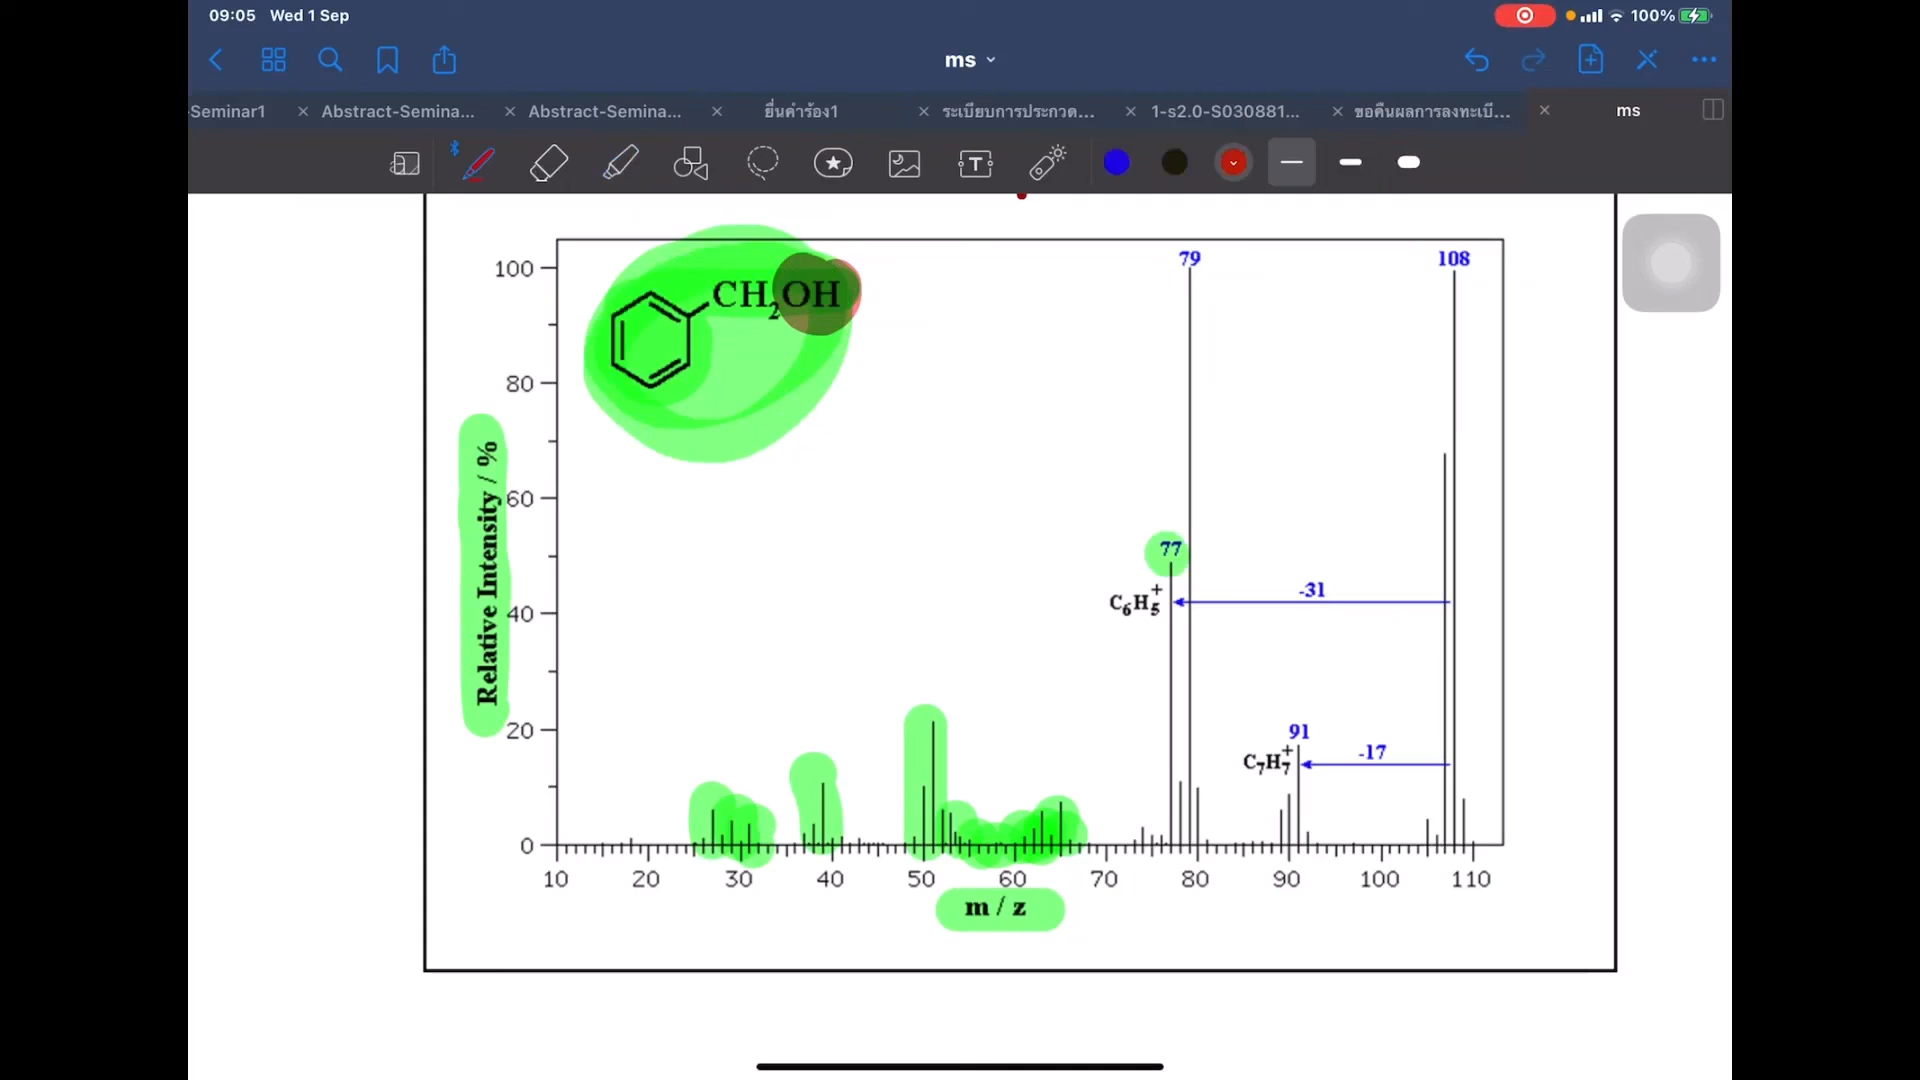 09:05 Wed 1 Sep 100%
ms
Seminar1 Abstract-Semina... Abstract-Semina... ยื่นคำร้อง1 ระเบียบการประกวด... 1-s2.0-S030881... ขอคืนผลการลงทะเบี... ms
T
79 108
100
CH2OH
80
Relative Intensity / %
60
77
-31
C6H5+
40
20
91
-17
C7H7+
0
10 20 30 40 50 60 70 80 90 100 110
m / z